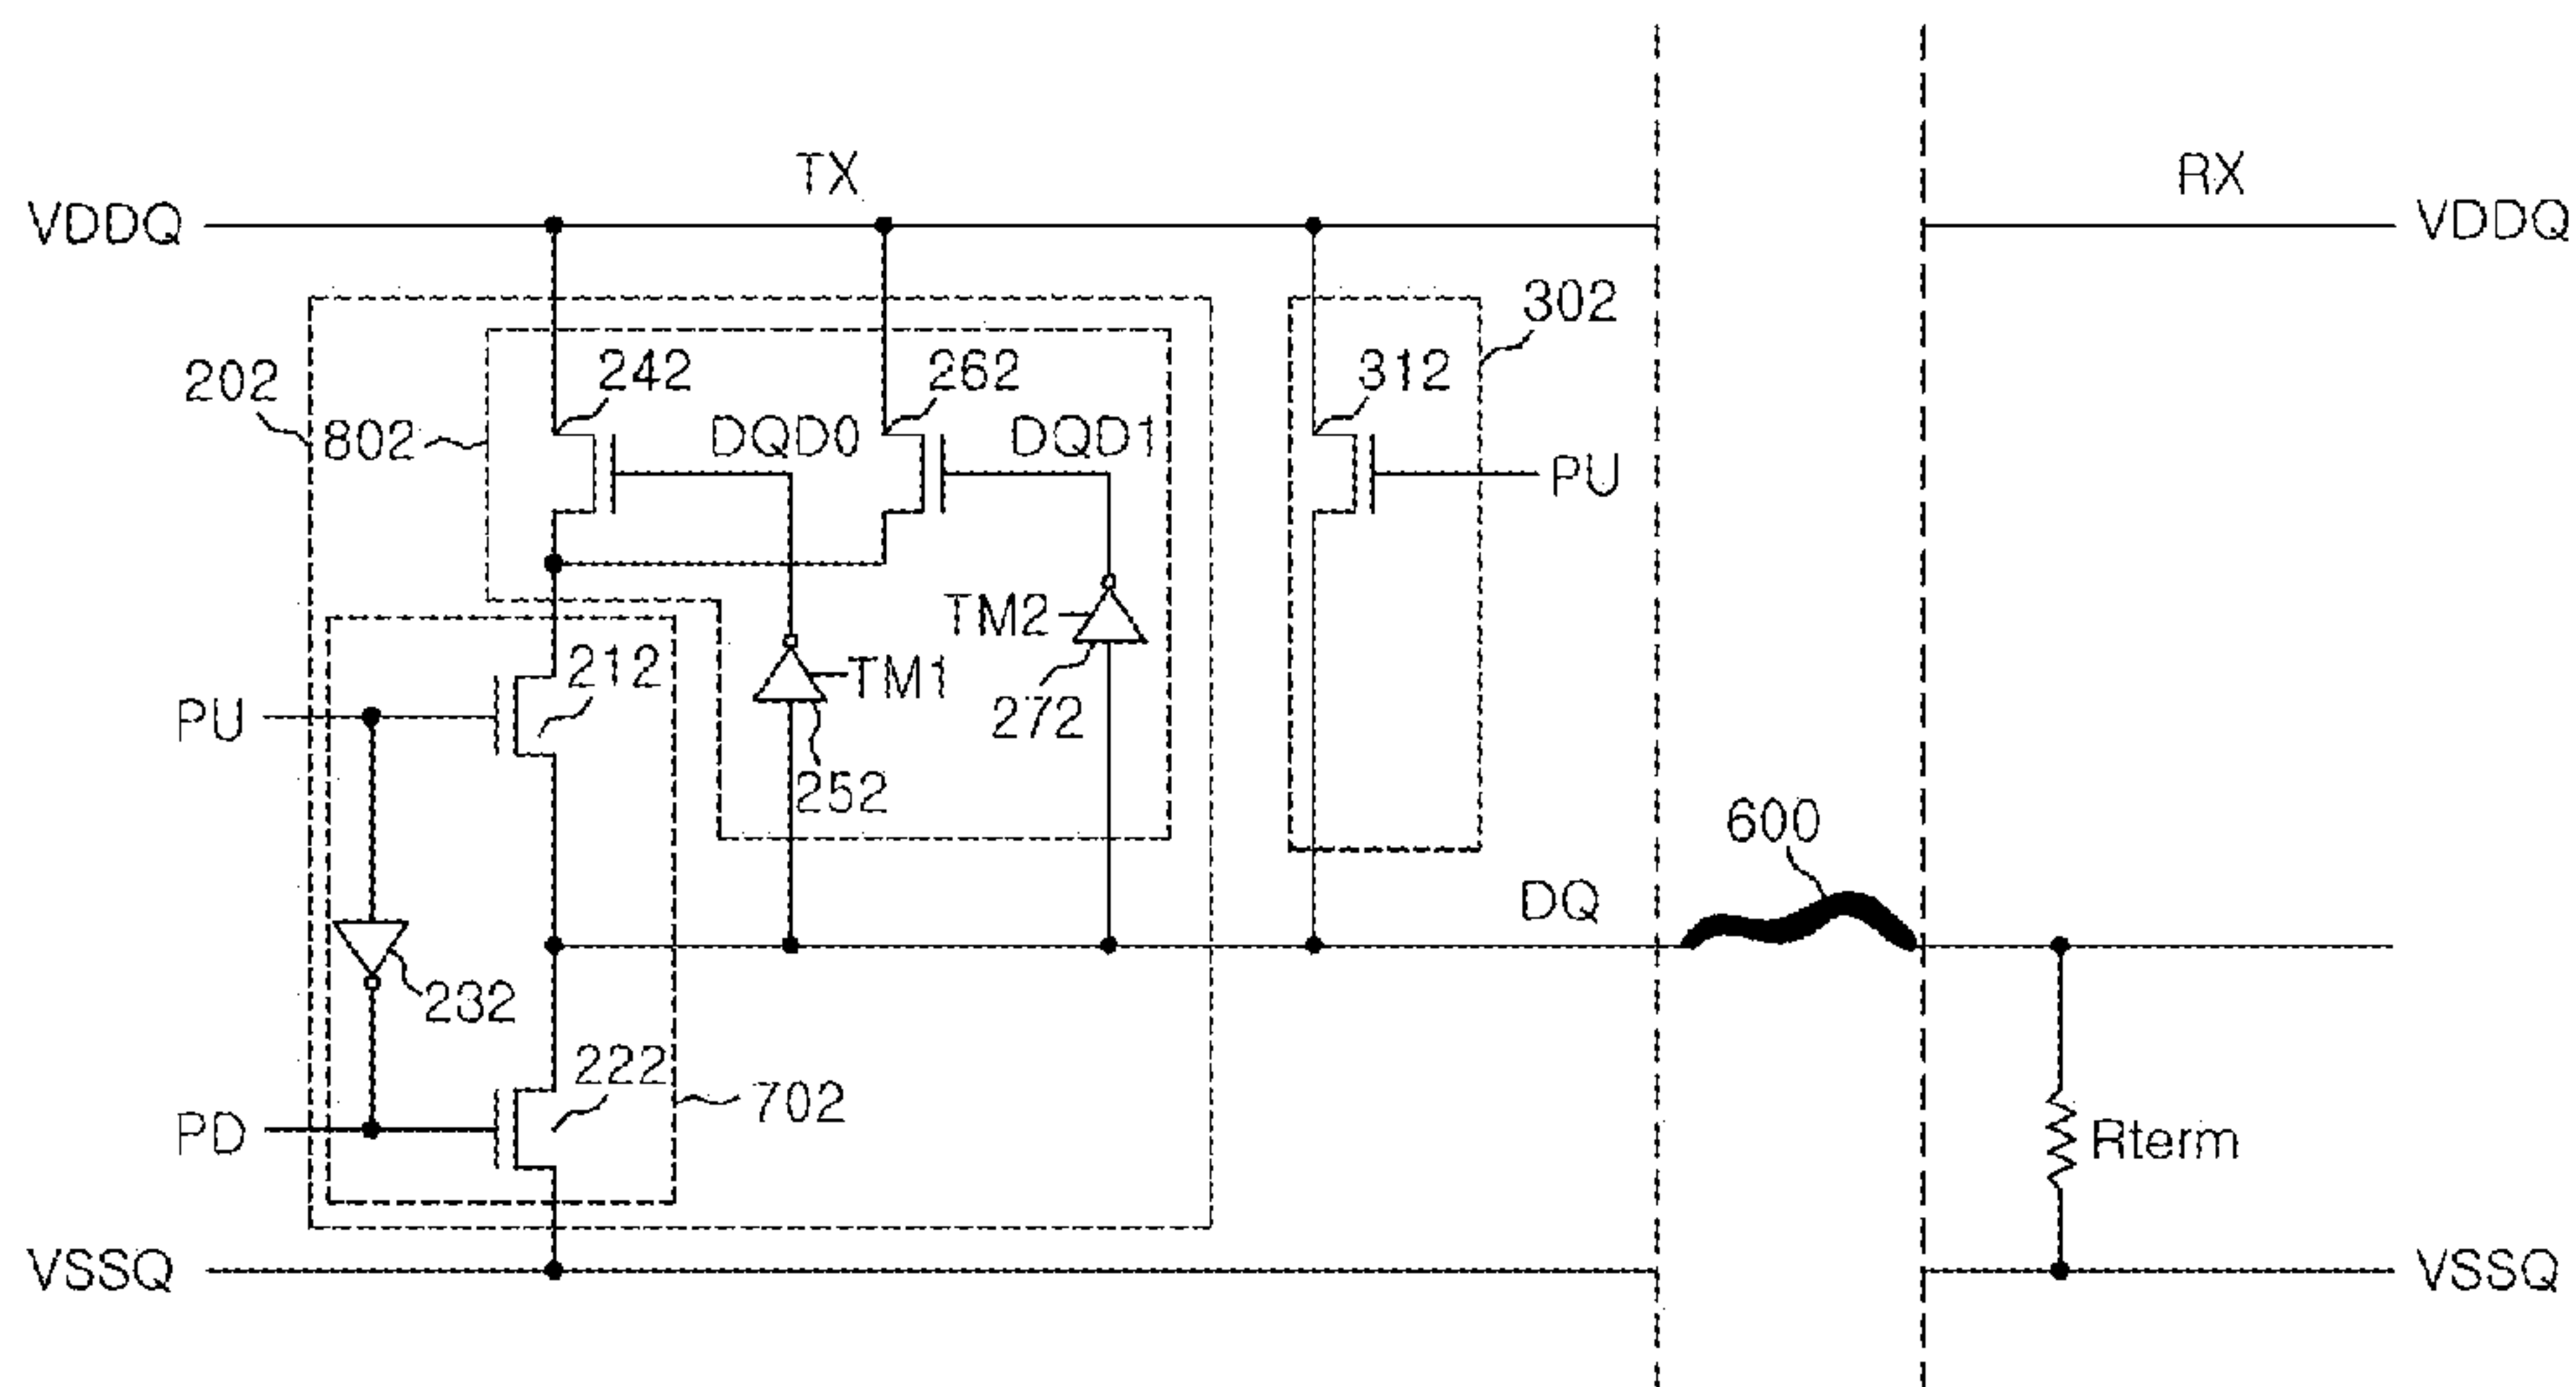 TX
RX
VDDQ
VDDQ
302
242
262
312
202
802
DQD0
DQD1
PU
TM2
212
TM1
PU
272
252
600
DQ
232
222
702
PD
Rterm
VSSQ
VSSQ